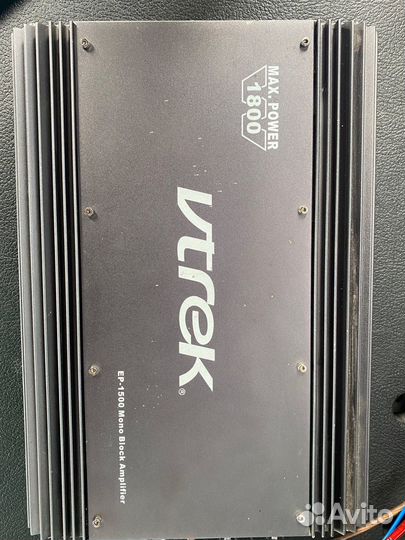 MAX. POWER
1800
Vtrek®
EP-1500 Mono Block Amplifier
Avito